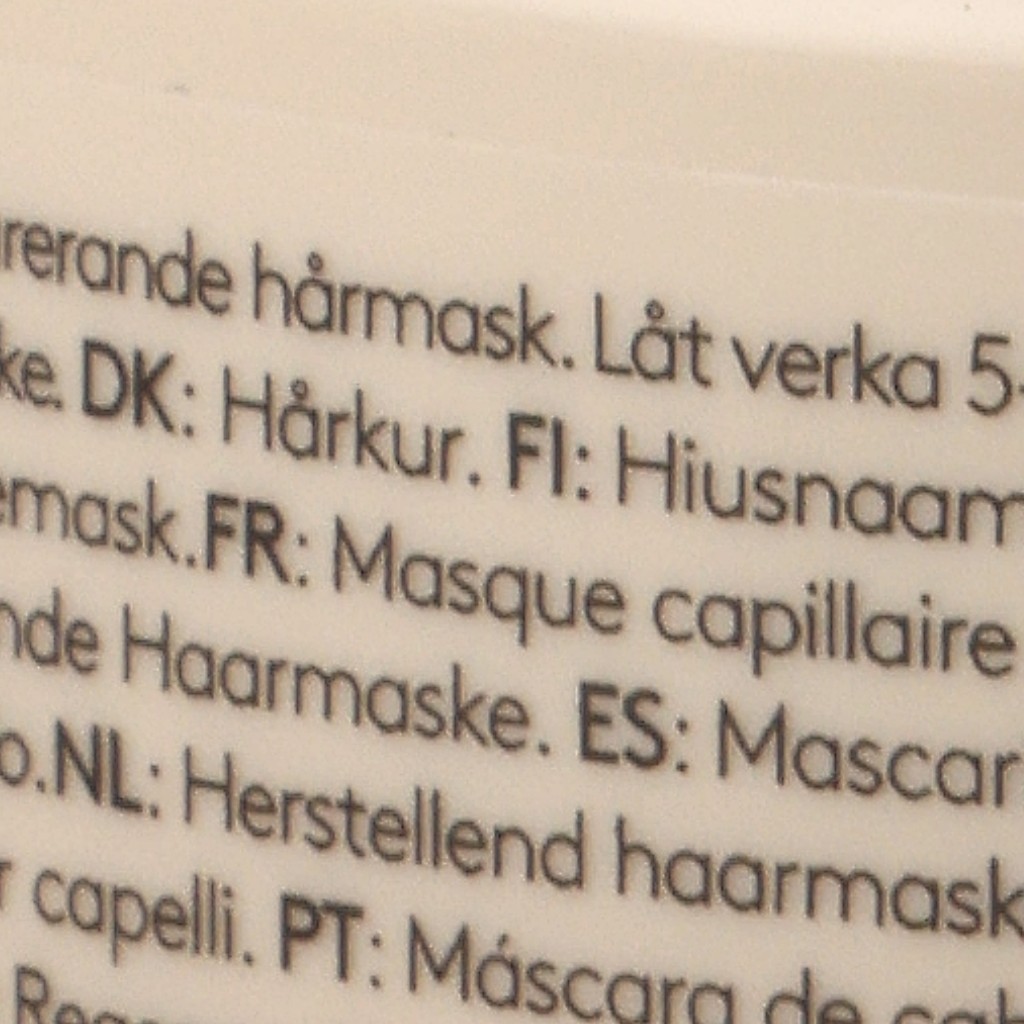 rerande hårmask. Låt verka 5-
ke. DK: Hårkur. FI: Hiusnaam
emask.FR: Masque capillaire
nde Haarmaske. ES: Mascar
o.NL: Herstellend haarmask
r capelli. PT: Máscara de cab